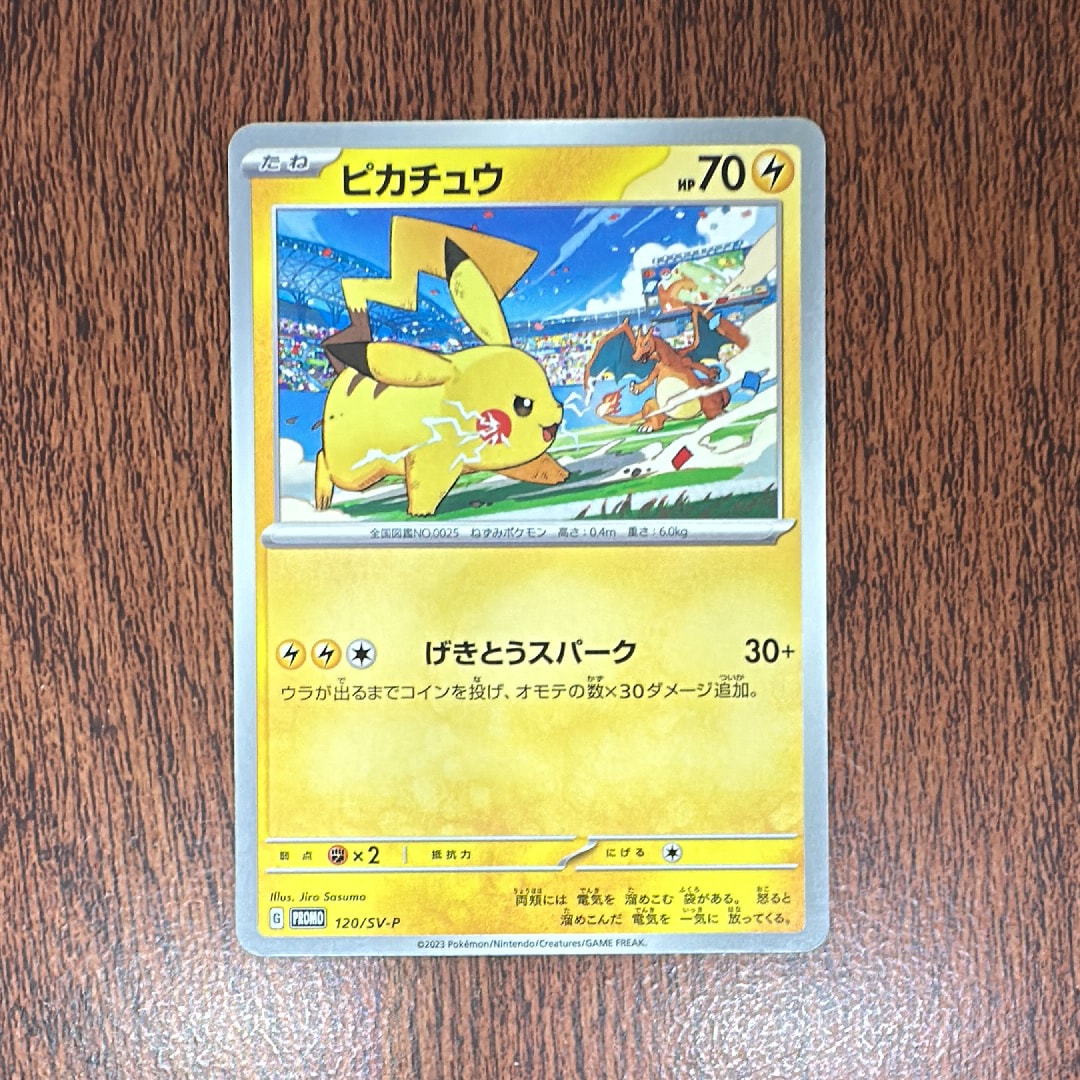 たね ピカチュウ HP70
全国図鑑NO.0025 ねずみポケモン 高さ:0.4m 重さ:6.0kg
げきとうスパーク 30+
ウラが出るまでコインを投げ、オモテの数×30ダメージ追加。
弱点 ×2 抵抗力 にげる
Illus. Jiro Sasumo
両頬には 電気を 溜めこむ 袋がある。 怒ると
溜めこんだ 電気を 一気に 放ってくる。
G PROMO 120/SV-P
©2023 Pokémon/Nintendo/Creatures/GAME FREAK.